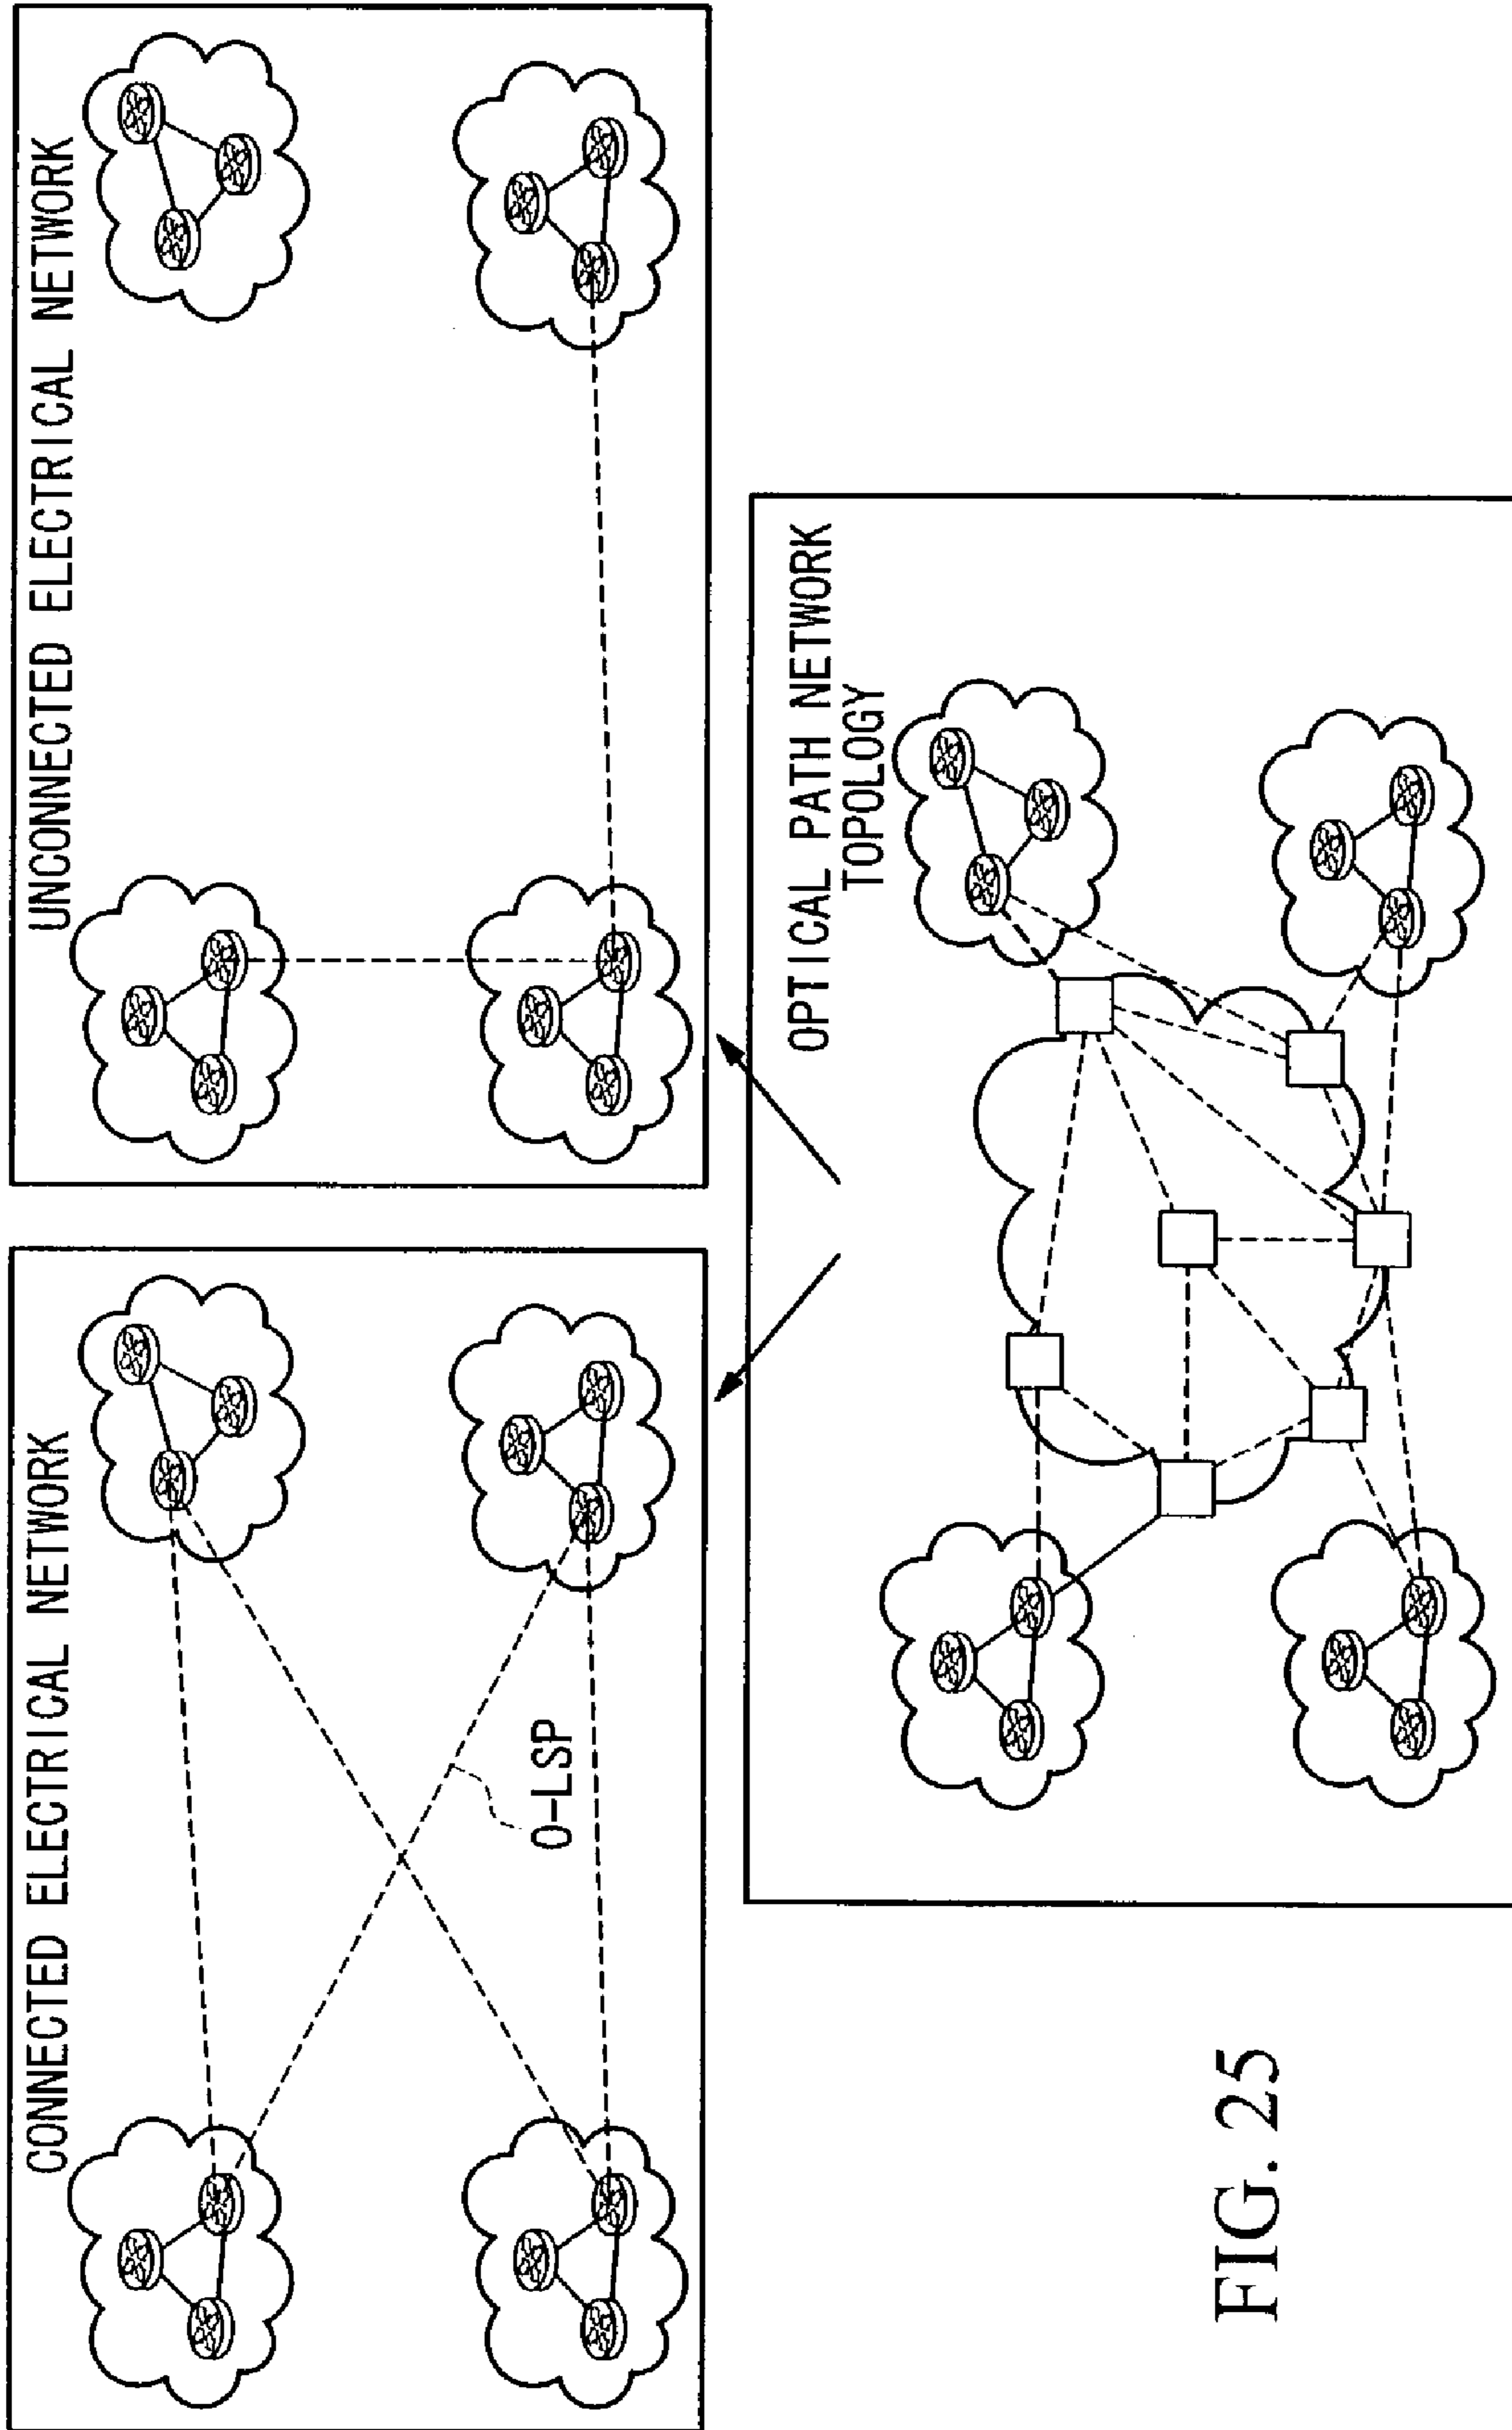 CONNECTED ELECTRICAL NETWORK
O-LSP
UNCONNECTED ELECTRICAL NETWORK
OPTICAL PATH NETWORK
TOPOLOGY
FIG. 25